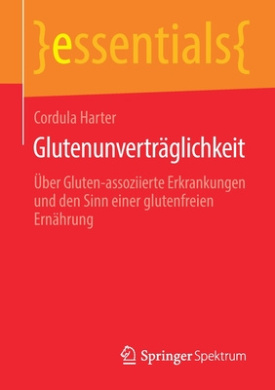 }essentials{
Cordula Harter
Glutenunverträglichkeit
Über Gluten-assoziierte Erkrankungen
und den Sinn einer glutenfreien
Ernährung
Springer Spektrum